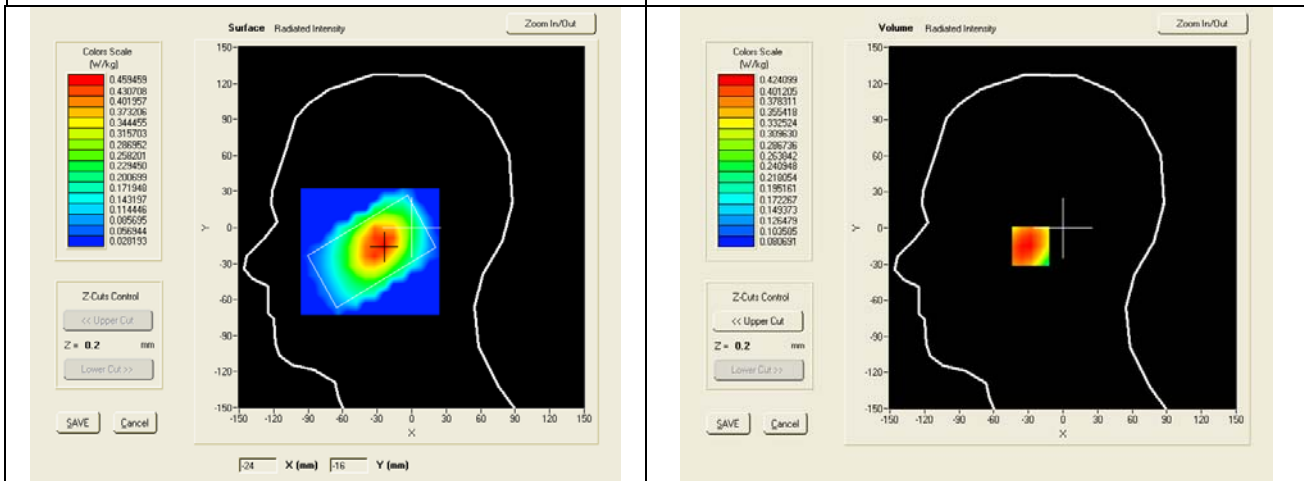 Surface Radiated Intensity
Zoom In/Out
Colors Scale
(W/kg)
0.459459
0.430708
0.401957
0.373206
0.344455
0.315703
0.286952
0.258201
0.229450
0.200699
0.171948
0.143197
0.114446
0.085695
0.056944
0.028193
Z-Cuts Control
<< Upper Cut
Z = 0.2 mm
Lower Cut >>
SAVE Cancel
150
120
90
60
30
0
-30
-60
-90
-120
-150
Y
-150 -120 -90 -60 -30 0 30 60 90 120 150
X
-24 X (mm) -16 Y (mm)
Volume Radiated Intensity
Zoom In/Out
Colors Scale
(W/kg)
0.424099
0.401205
0.378311
0.355418
0.332524
0.309630
0.286736
0.263842
0.240948
0.218054
0.195161
0.172267
0.149373
0.126479
0.103585
0.080691
Z-Cuts Control
<< Upper Cut
Z = 0.2 mm
Lower Cut >>
SAVE Cancel
150
120
90
60
30
0
-30
-60
-90
-120
-150
Y
-150 -120 -90 -60 -30 0 30 60 90 120 150
X